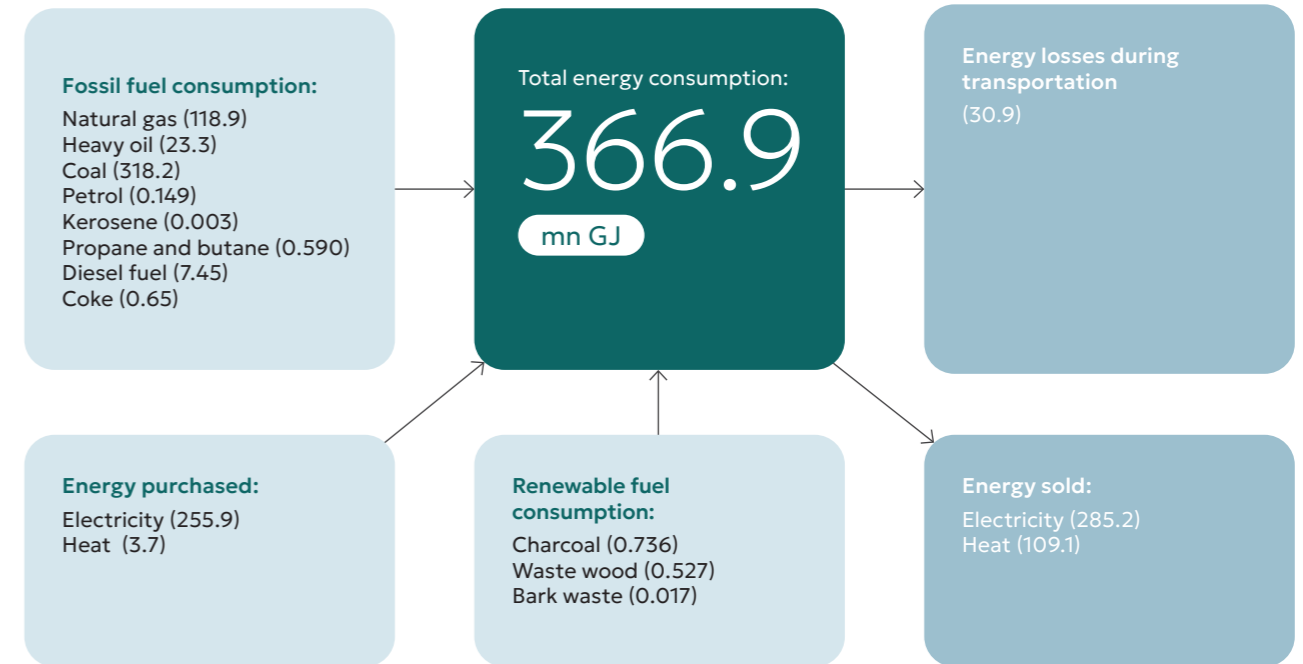 Fossil fuel consumption:
Natural gas (118.9)
Heavy oil (23.3)
Coal (318.2)
Petrol (0.149)
Kerosene (0.003)
Propane and butane (0.590)
Diesel fuel (7.45)
Coke (0.65)
Total energy consumption:
366.9
mn GJ
Energy losses during
transportation
(30.9)
Energy purchased:
Electricity (255.9)
Heat (3.7)
Renewable fuel
consumption:
Charcoal (0.736)
Waste wood (0.527)
Bark waste (0.017)
Energy sold:
Electricity (285.2)
Heat (109.1)